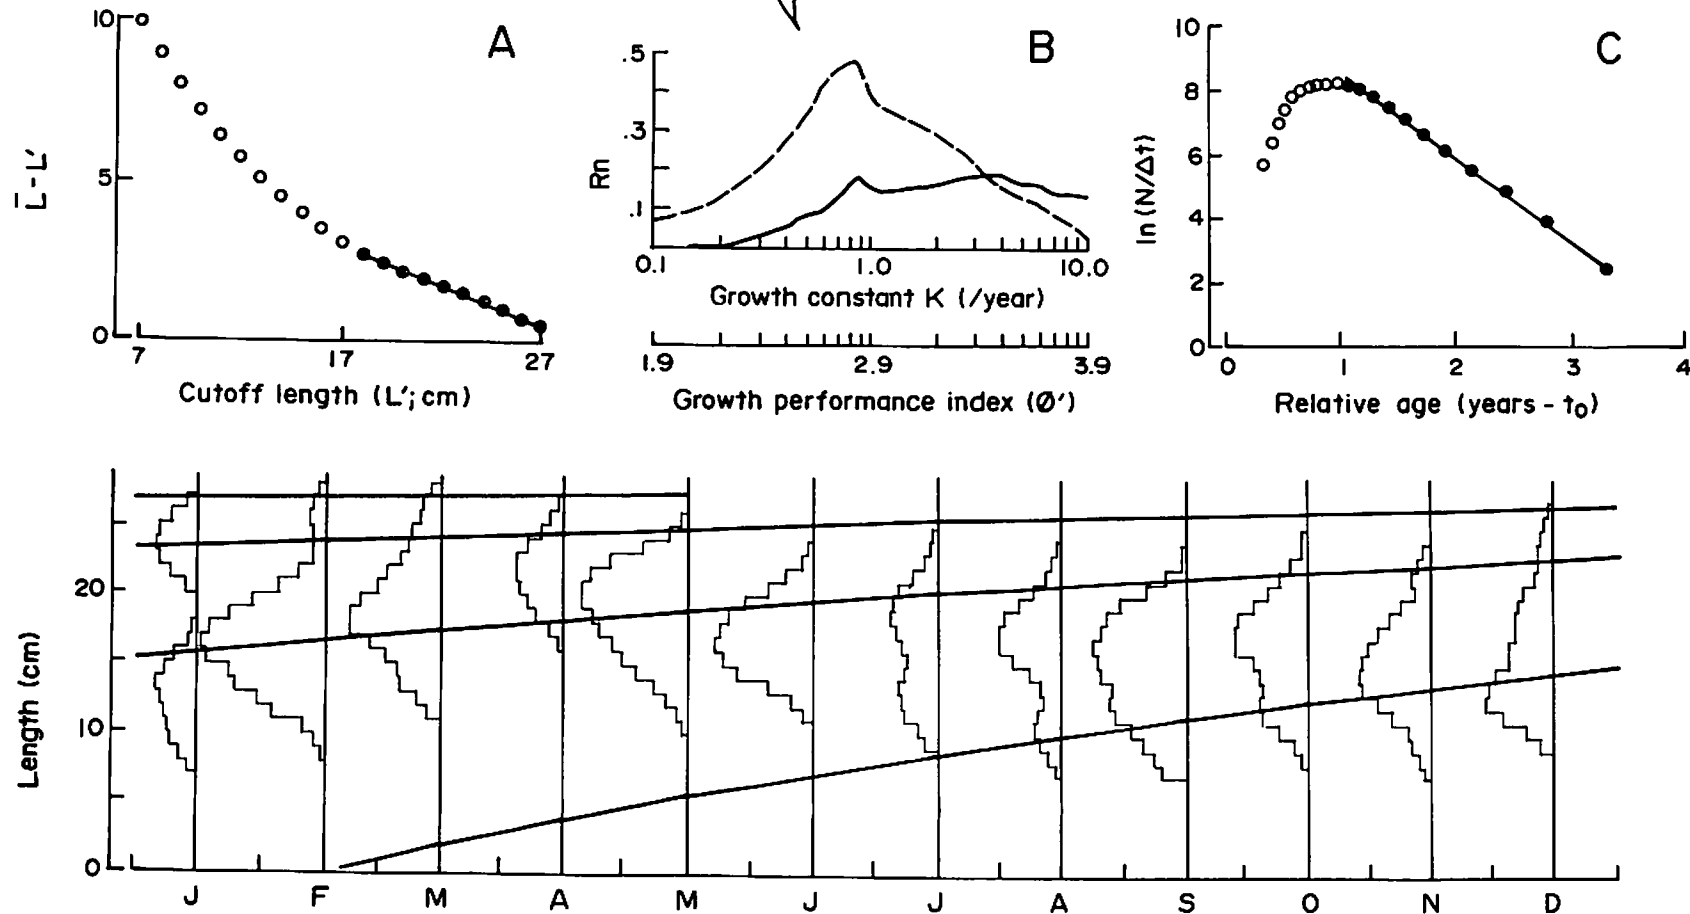 A
10
5
0
7 17 27
L̅-L′
Cutoff length (L′; cm)
B
.5
.3
.1
Rn
0.1 1.0 10.0
Growth constant K (/year)
1.9 2.9 3.9
Growth performance index (Ø′)
C
10
8
6
4
2
0
0 1 2 3 4
ln (N/Δt)
Relative age (years - t₀)
20
10
0
Length (cm)
J F M A M J J A S O N D